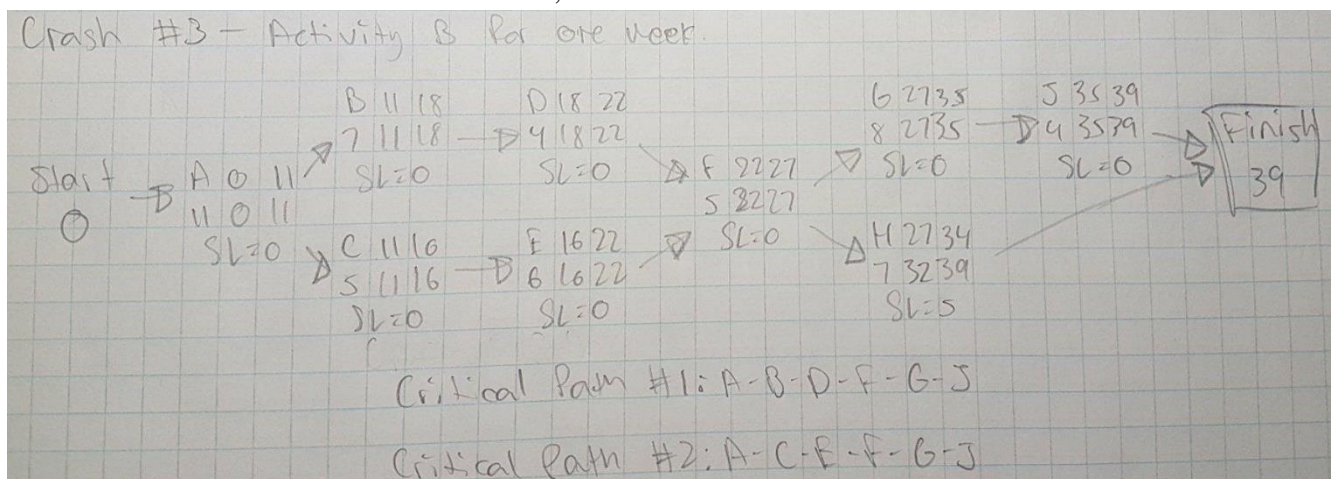 Crash #3 - Activity B for one week.
B 11 18 D 18 22 G 27 35 J 35 39
7 11 18 4 18 22 8 27 35 4 35 39 Finish
Start A 0 11 SL=0 SL=0 F 22 27 SL=0 SL=0 39
0 11 0 11 5 22 27
SL=0 C 11 16 E 16 22 SL=0 H 27 34
5 11 16 6 16 22 7 32 39
SL=0 SL=0 SL=5
Critical Path #1: A-B-D-F-G-J
Critical Path #2: A-C-E-F-G-J